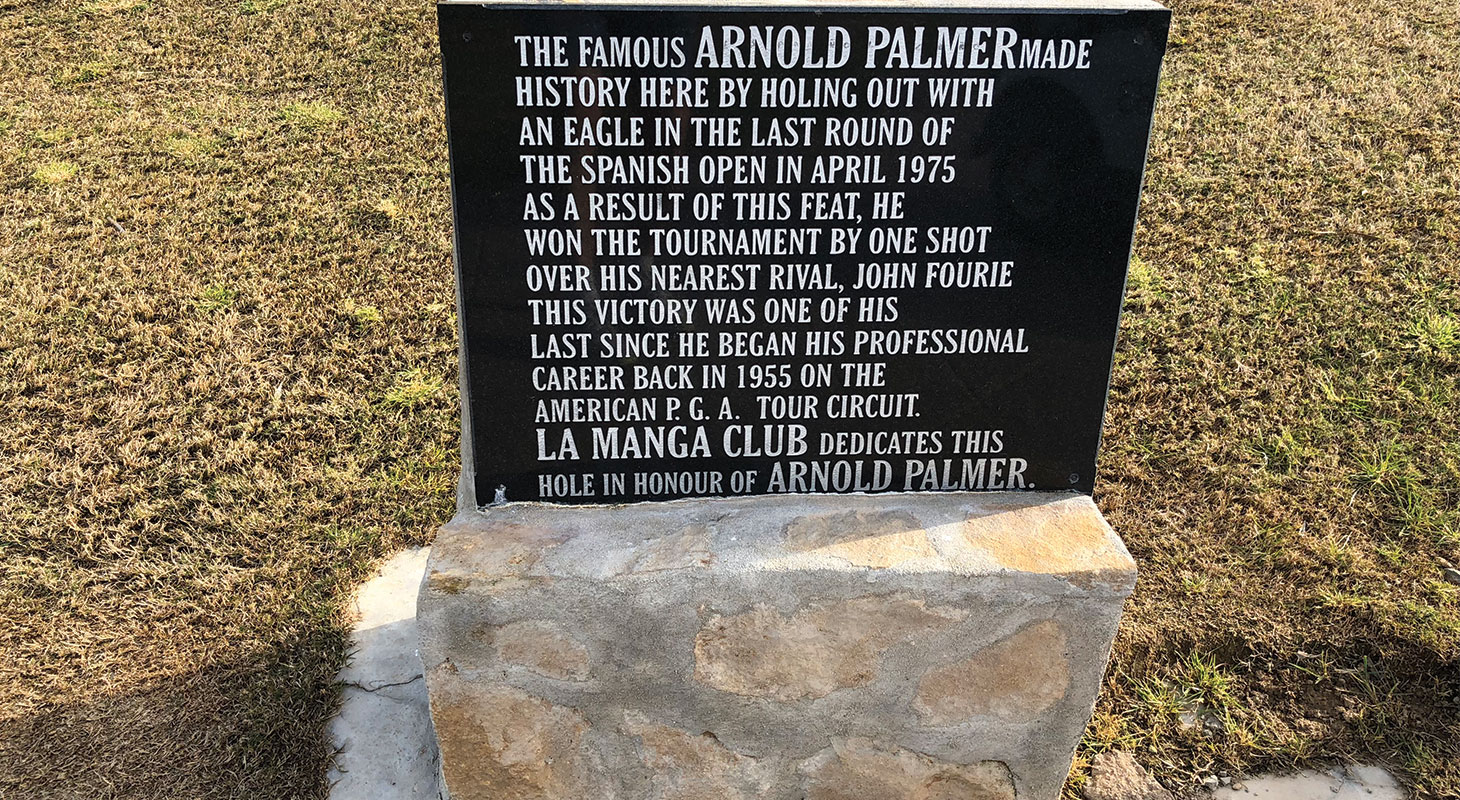 THE FAMOUS ARNOLD PALMER MADE
HISTORY HERE BY HOLING OUT WITH
AN EAGLE IN THE LAST ROUND OF
THE SPANISH OPEN IN APRIL 1975
AS A RESULT OF THIS FEAT, HE
WON THE TOURNAMENT BY ONE SHOT
OVER HIS NEAREST RIVAL, JOHN FOURIE
THIS VICTORY WAS ONE OF HIS
LAST SINCE HE BEGAN HIS PROFESSIONAL
CAREER BACK IN 1955 ON THE
AMERICAN P. G. A. TOUR CIRCUIT.
LA MANGA CLUB DEDICATES THIS
HOLE IN HONOUR OF ARNOLD PALMER.